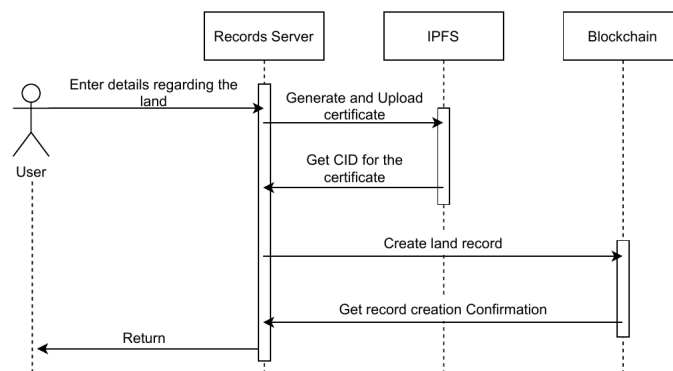 Records Server
IPFS
Blockchain
Enter details regarding the
land
Generate and Upload
certificate
User
Get CID for the
certificate
Create land record
Get record creation Confirmation
Return